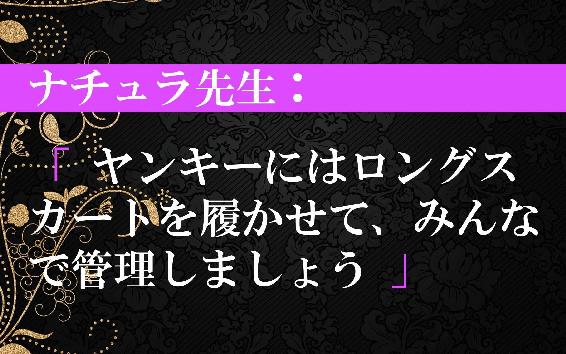 ナチュラ先生：
「 ヤンキーにはロングス
カートを履かせて、みんな
で管理しましょう 」